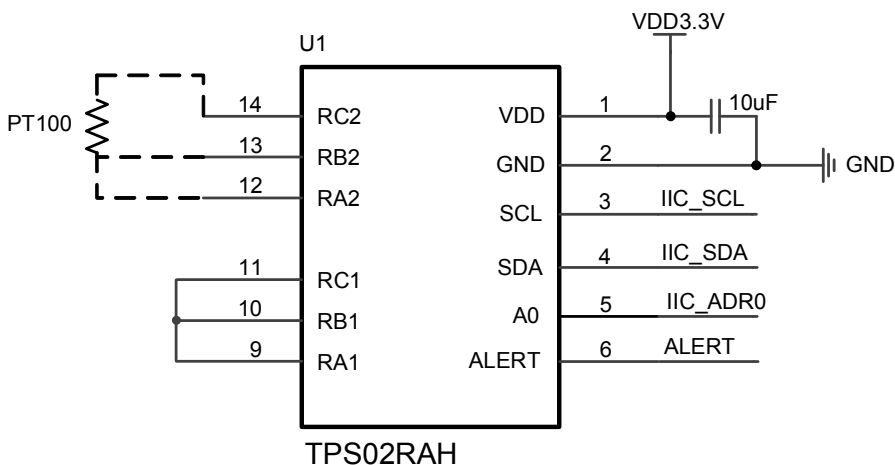 VDD3.3V
U1
14 RC2 VDD 1 10uF
PT100
13 RB2 GND 2 GND
12 RA2 SCL 3 IIC_SCL
11 RC1 SDA 4 IIC_SDA
10 RB1 A0 5 IIC_ADR0
9 RA1 ALERT 6 ALERT
TPS02RAH